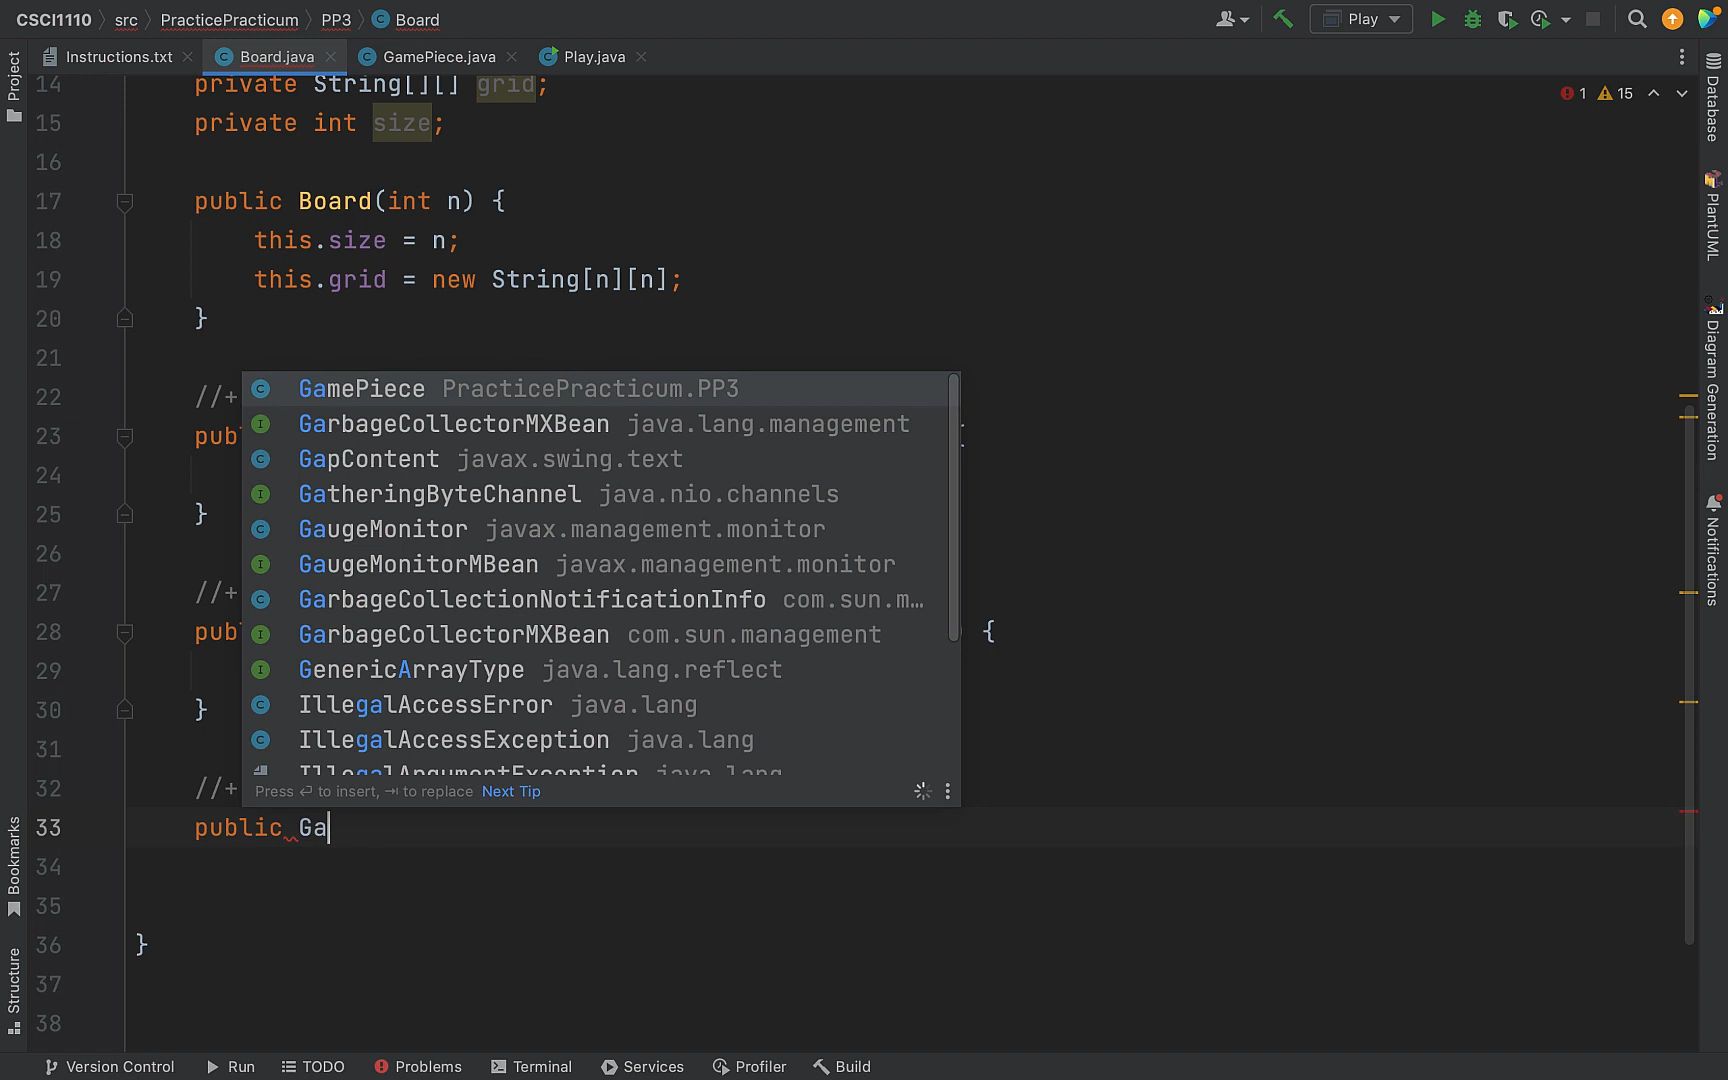 CSCI1110 src PracticePracticum PP3 Board
Play
Instructions.txt Board.java GamePiece.java Play.java
Project
Bookmarks
Structure
14 private String[][] grid;
15 private int size;
16
17 public Board(int n) {
18 this.size = n;
19 this.grid = new String[n][n];
20 }
21
22 //+
23 pub
24
25 }
26
27 //+
28 pub {
29
30 }
31
32 //+
33 public Ga
34
35
36 }
37
38
1 15
GamePiece PracticePracticum.PP3
GarbageCollectorMXBean java.lang.management
GapContent javax.swing.text
GatheringByteChannel java.nio.channels
GaugeMonitor javax.management.monitor
GaugeMonitorMBean javax.management.monitor
GarbageCollectionNotificationInfo com.sun.m…
GarbageCollectorMXBean com.sun.management
GenericArrayType java.lang.reflect
IllegalAccessError java.lang
IllegalAccessException java.lang
IllegalArgumentException java.lang
Press ⏎ to insert, ⇥ to replace Next Tip
Database
PlantUML
Diagram Generation
Notifications
Version Control Run TODO Problems Terminal Services Profiler Build